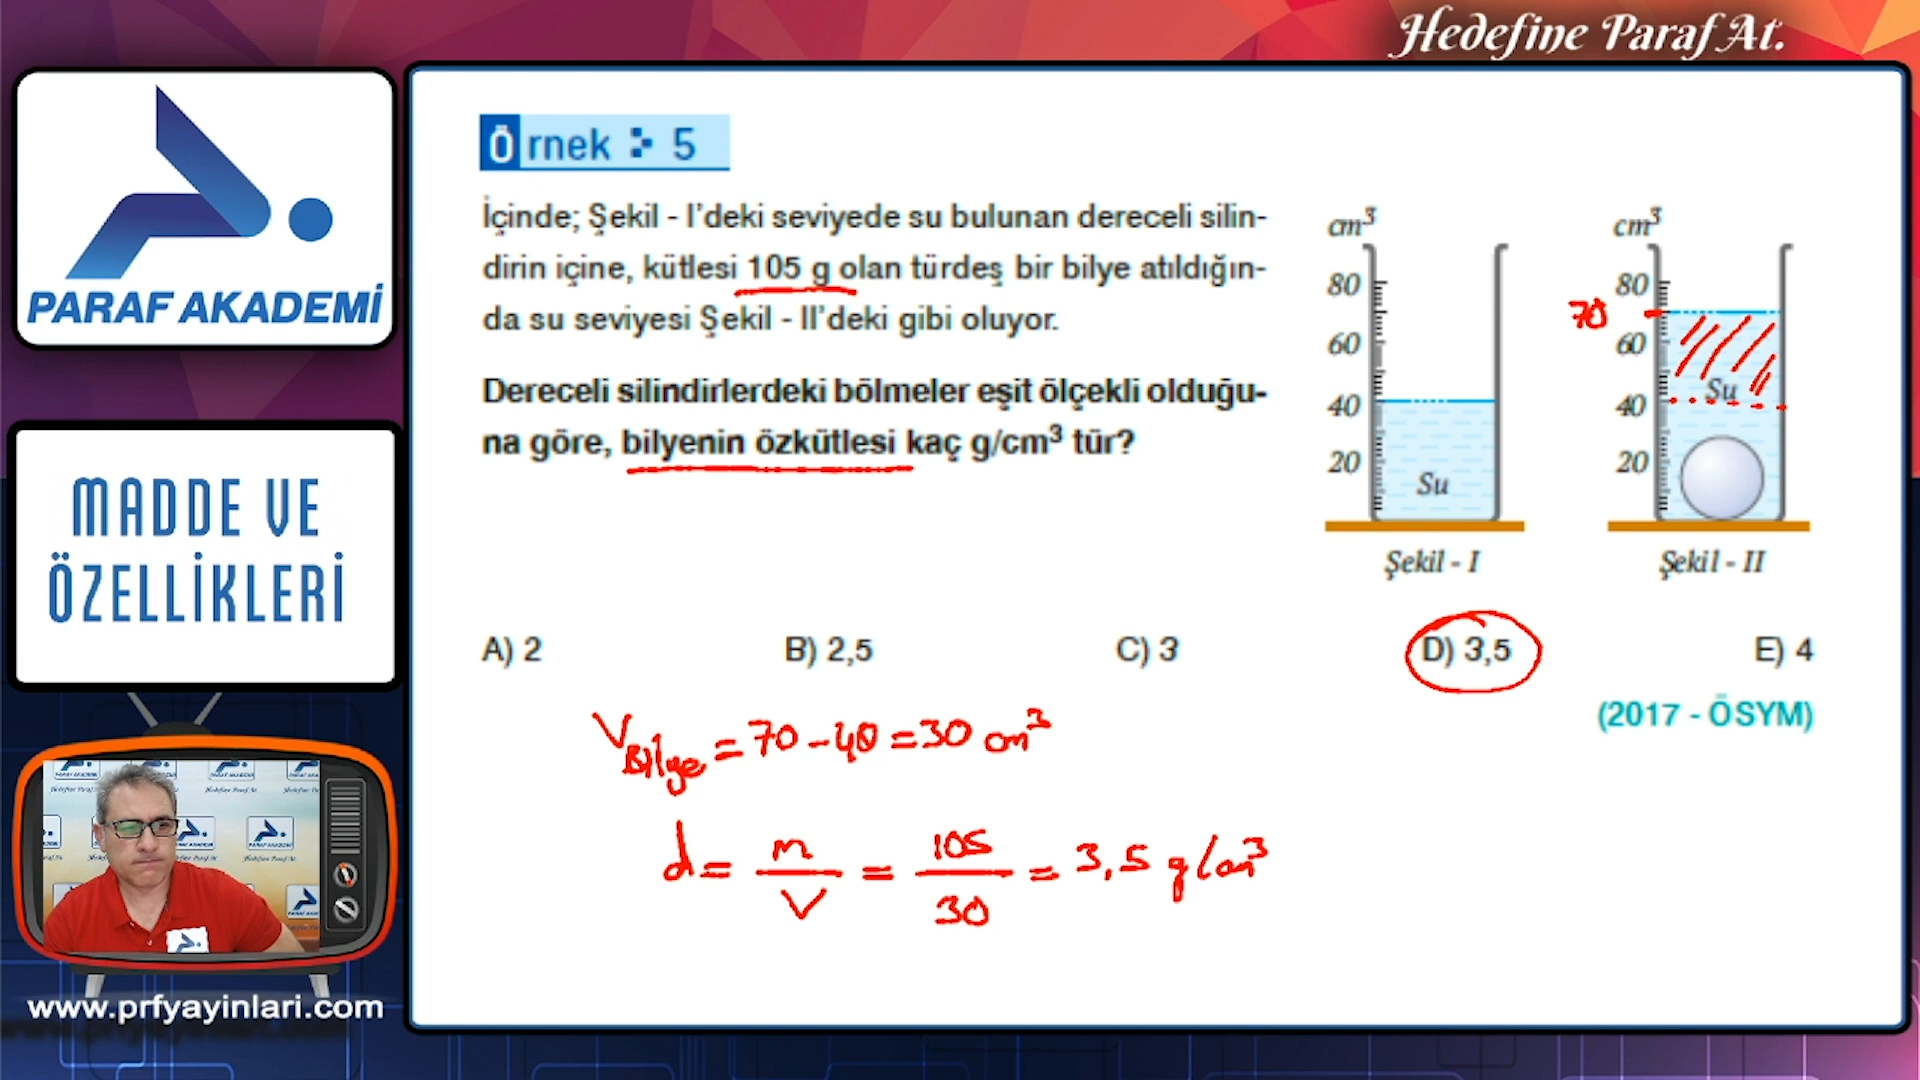 Hedefine Paraf At.
PARAF AKADEMİ
MADDE VE
ÖZELLİKLERİ
www.prfyayinlari.com
Örnek 5
İçinde; Şekil - I'deki seviyede su bulunan dereceli silin-
dirin içine, kütlesi 105 g olan türdeş bir bilye atıldığın-
da su seviyesi Şekil - II'deki gibi oluyor.
Dereceli silindirlerdeki bölmeler eşit ölçekli olduğu-
na göre, bilyenin özkütlesi kaç g/cm³ tür?
cm³
80
60
40
20
Su
Şekil - I
cm³
80
70
60
40
20
Su
Şekil - II
A) 2 B) 2,5 C) 3 D) 3,5 E) 4
(2017 - ÖSYM)
V Bilye = 70 - 40 = 30 cm³
d = m/V = 105/30 = 3,5 g/cm³